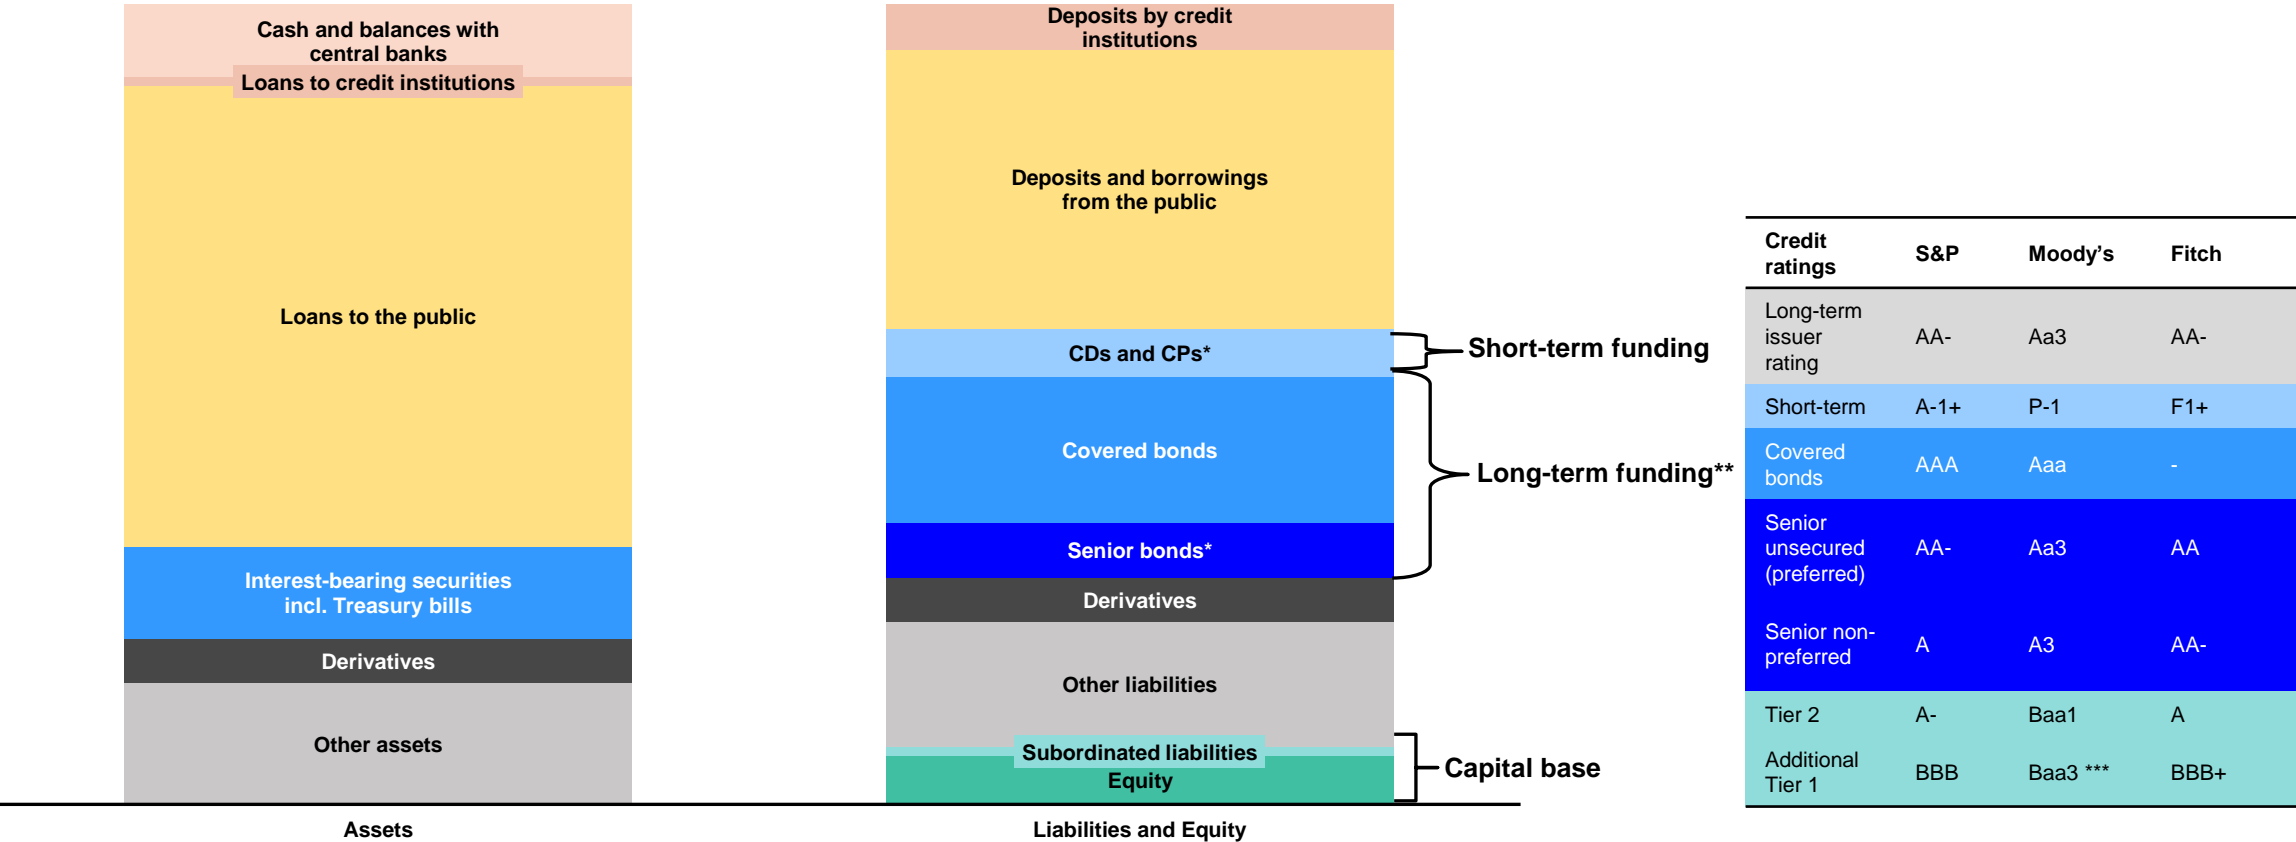 Cash and balances with
central banks
Loans to credit institutions
Loans to the public
Interest-bearing securities
incl. Treasury bills
Derivatives
Other assets
Assets
Deposits by credit
institutions
Deposits and borrowings
from the public
CDs and CPs*
Covered bonds
Senior bonds*
Derivatives
Other liabilities
Subordinated liabilities
Equity
Liabilities and Equity
Short-term funding
Long-term funding**
Capital base
Credit
ratings
S&P
Moody's
Fitch
Long-term
issuer
rating
AA-
Aa3
AA-
Short-term
A-1+
P-1
F1+
Covered
bonds
AAA
Aaa
-
Senior
unsecured
(preferred)
AA-
Aa3
AA
Senior non-
preferred
A
A3
AA-
Tier 2
A-
Baa1
A
Additional
Tier 1
BBB
Baa3 ***
BBB+